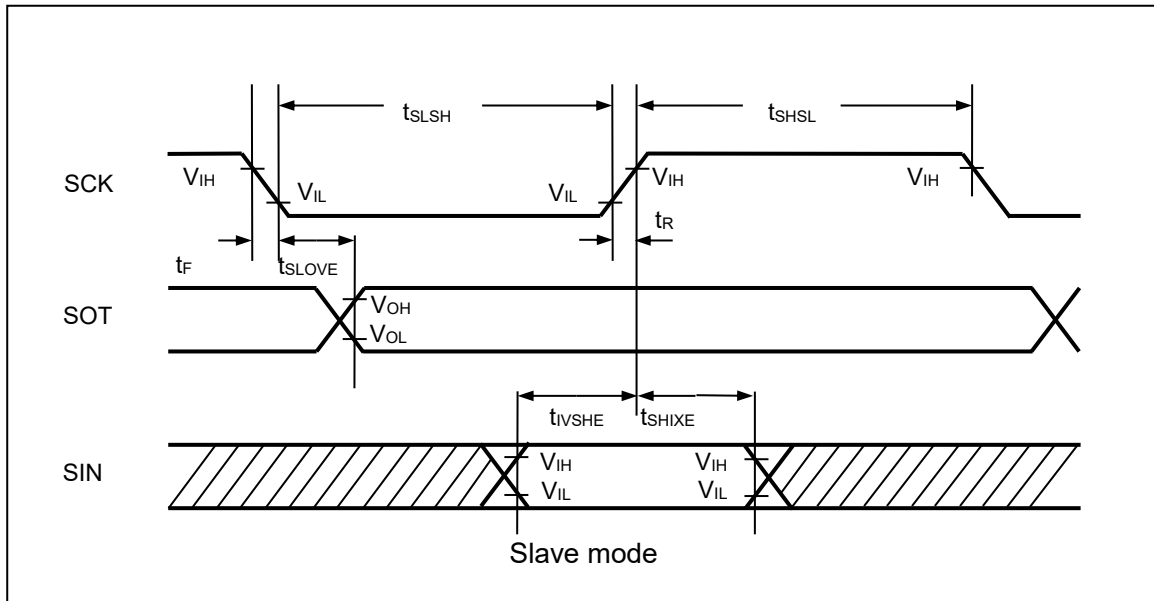 tSLSH tSHSL
SCK VIH VIL VIL VIH VIH
tR
tF tSLOVE
SOT VOH
VOL
tIVSHE tSHIXE
SIN VIH VIH
VIL VIL
Slave mode